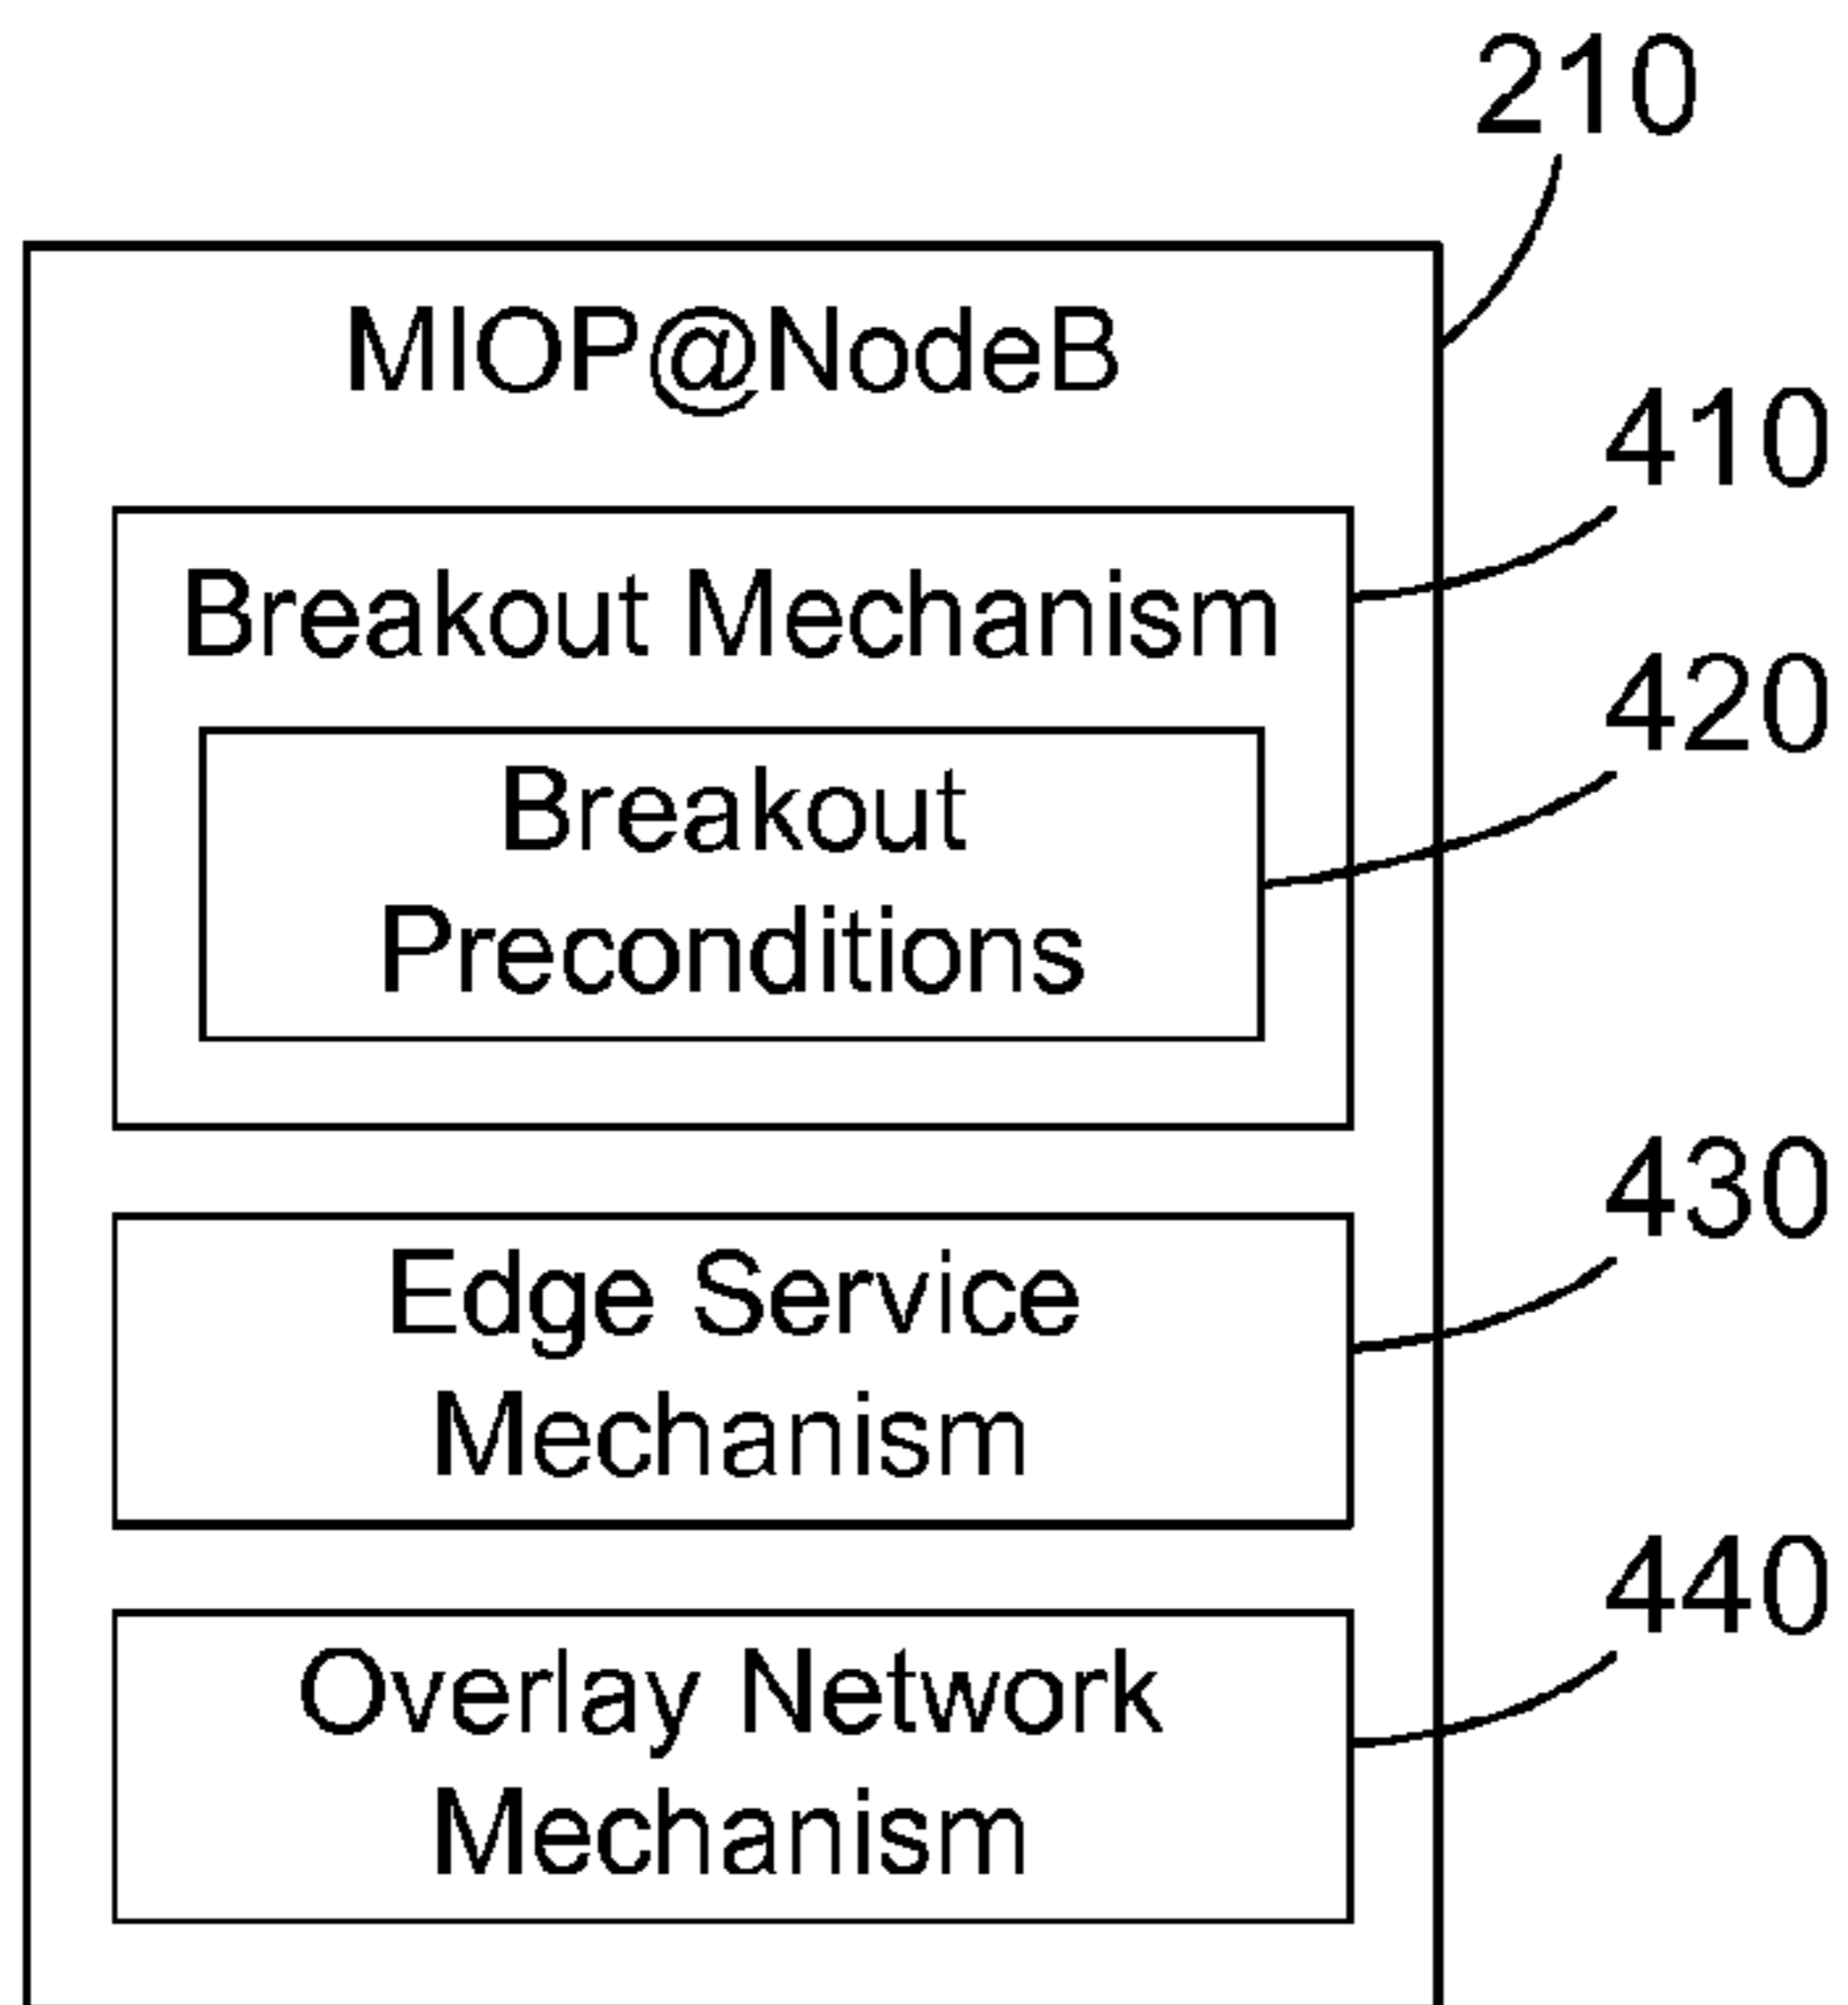 210
MIOP@NodeB
410
Breakout Mechanism
420
Breakout
Preconditions
430
Edge Service
Mechanism
440
Overlay Network
Mechanism